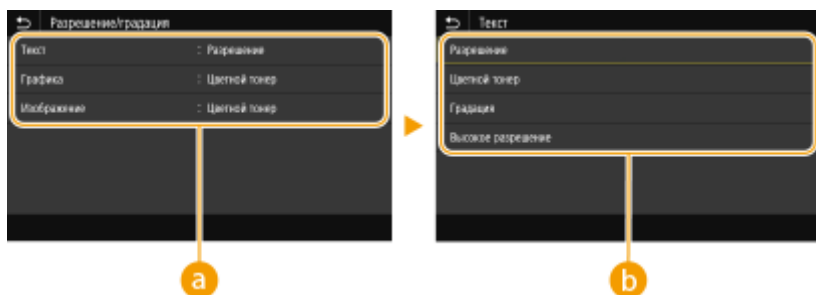 Разрешение/градация
Текст : Разрешение
Графика : Цветной тонер
Изображение : Цветной тонер
a
Текст
Разрешение
Цветной тонер
Градация
Высокое разрешение
b